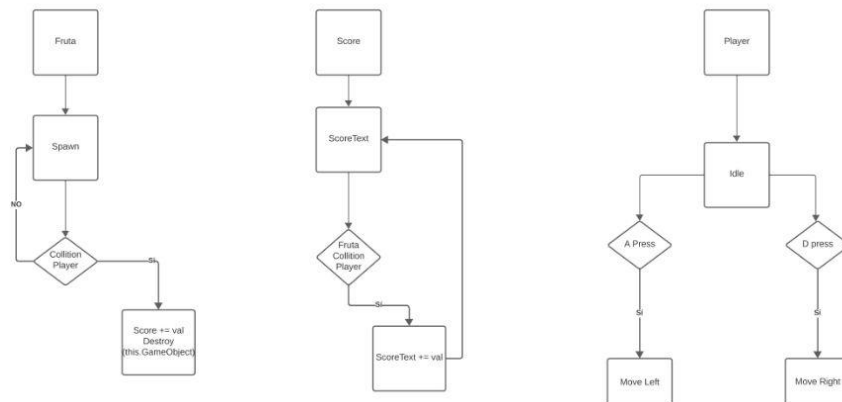 Fruta
Spawn
NO
Collition
Player
Si
Score += val
Destroy
(this.GameObject)
Score
ScoreText
Fruta
Collition
Player
Si
ScoreText += val
Player
Idle
A Press
D press
Si
Si
Move Left
Move Right